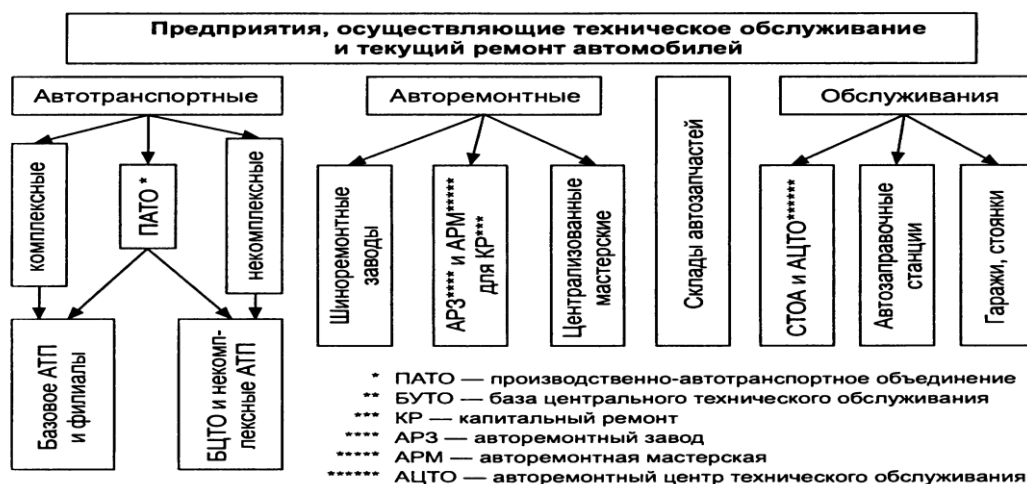 Предприятия, осуществляющие техническое обслуживание
и текущий ремонт автомобилей
Автотранспортные
Авторемонтные
Обслуживания
комплексные
ПАТО *
некомплексные
Базовое АТП
и филиалы
БЦТО и некомп-
лексные АТП
Шиноремонтные
заводы
АРЗ**** и АРМ*****
для КР***
Централизованные
мастерские
Склады автозапчастей
СТОА и АЦТО******
Автозаправочные
станции
Гаражи, стоянки
* ПАТО — производственно-автотранспортное объединение
** БУТО — база центрального технического обслуживания
*** КР — капитальный ремонт
**** АРЗ — авторемонтный завод
***** АРМ — авторемонтная мастерская
****** АЦТО — авторемонтный центр технического обслуживания